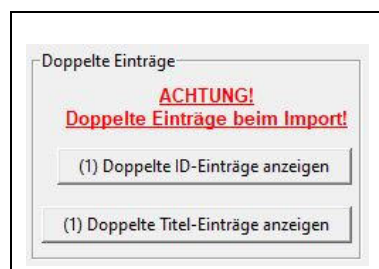 Doppelte Einträge
ACHTUNG!
Doppelte Einträge beim Import!
(1) Doppelte ID-Einträge anzeigen
(1) Doppelte Titel-Einträge anzeigen